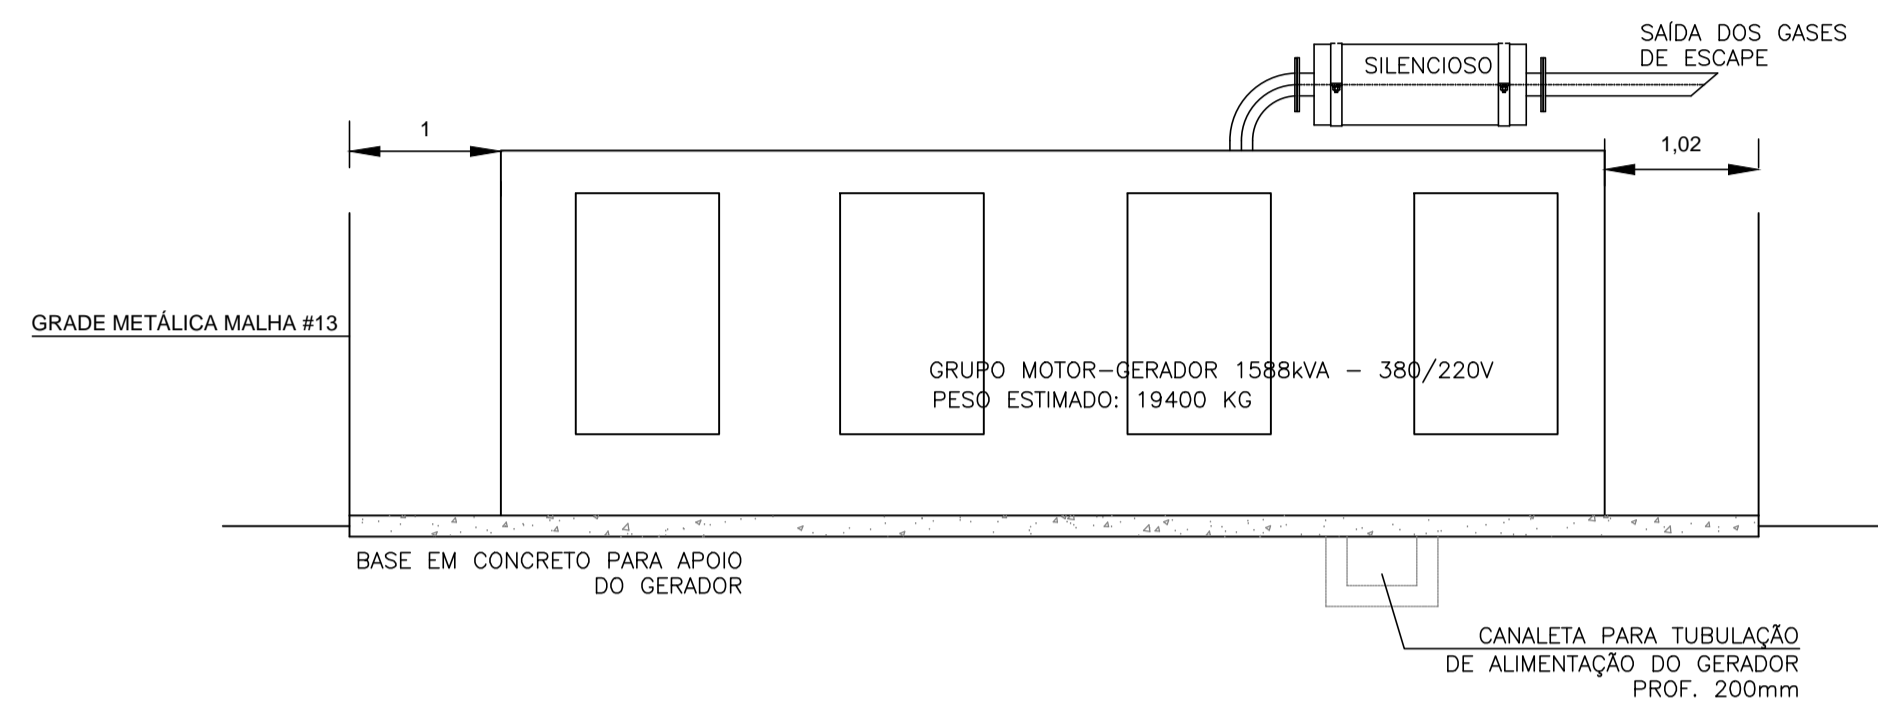 SAÍDA DOS GASES
DE ESCAPE
SILENCIOSO
1
1,02
GRADE METÁLICA MALHA #13
GRUPO MOTOR-GERADOR 1588kVA - 380/220V
PESO ESTIMADO: 19400 KG
BASE EM CONCRETO PARA APOIO
DO GERADOR
CANALETA PARA TUBULAÇÃO
DE ALIMENTAÇÃO DO GERADOR
PROF. 200mm